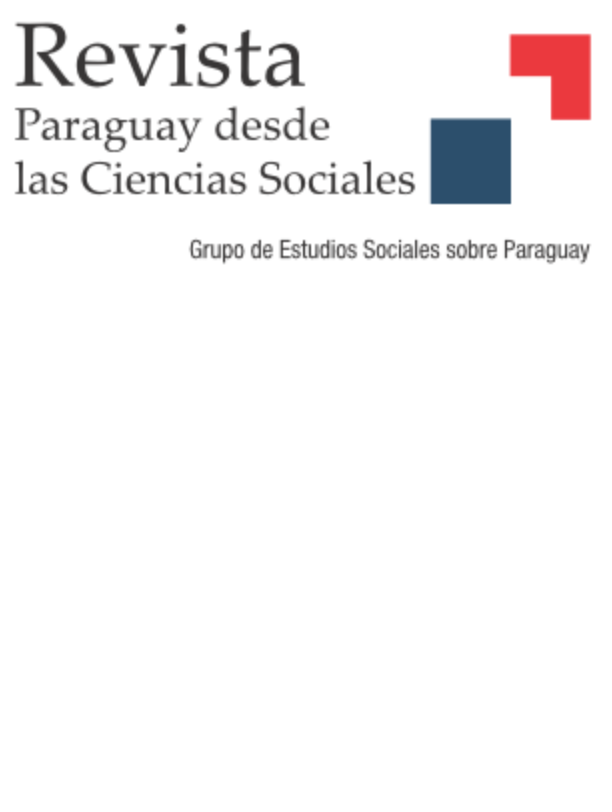 Revista
Paraguay desde
las Ciencias Sociales
Grupo de Estudios Sociales sobre Paraguay